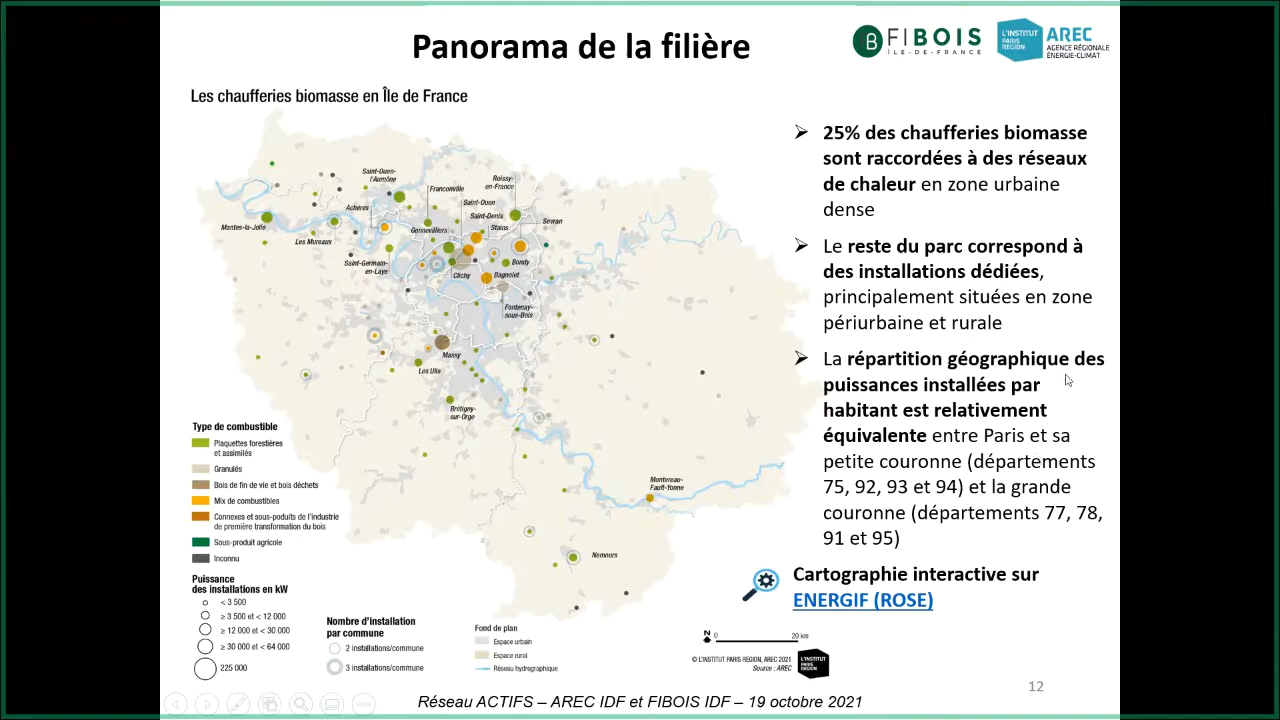 Panorama de la filière
FIBOIS
ÎLE-DE-FRANCE
L'INSTITUT
PARIS
REGION
AREC
AGENCE RÉGIONALE
ÉNERGIE-CLIMAT
Les chaufferies biomasse en Île de France
Saint-Ouen-
l'Aumône
Franconville
Roissy-
en-France
Saint-Ouen
Achères
Saint-Denis
Sevran
Mantes-la-Jolie
Gennevilliers
Stains
Les Mureaux
Saint-Germain-
en-Laye
Bondy
Clichy
Bagnolet
Fontenay-
sous-Bois
Massy
Les Ulis
Brétigny-
sur-Orge
Montereau-
Fault-Yonne
Nemours
Type de combustible
Plaquettes forestières
et assimilés
Granulés
Bois de fin de vie et bois déchets
Mix de combustibles
Connexes et sous-poduits de l'industrie
de première transformation du bois
Sous-produit agricole
Inconnu
Puissance
des installations en kW
< 3 500
≥ 3 500 et < 12 000
≥ 12 000 et < 30 000
≥ 30 000 et < 64 000
225 000
Nombre d'installation
par commune
2 installations/commune
3 installations/commune
Fond de plan
Espace urbain
Espace rural
Réseau hydrographique
N
0
20 km
© L'INSTITUT PARIS REGION, AREC 2021
Source : AREC
L'INSTITUT
PARIS
REGION
➢ 25% des chaufferies biomasse
sont raccordées à des réseaux
de chaleur en zone urbaine
dense
➢ Le reste du parc correspond à
des installations dédiées,
principalement situées en zone
périurbaine et rurale
➢ La répartition géographique des
puissances installées par
habitant est relativement
équivalente entre Paris et sa
petite couronne (départements
75, 92, 93 et 94) et la grande
couronne (départements 77, 78,
91 et 95)
Cartographie interactive sur
ENERGIF (ROSE)
12
Réseau ACTIFS – AREC IDF et FIBOIS IDF – 19 octobre 2021